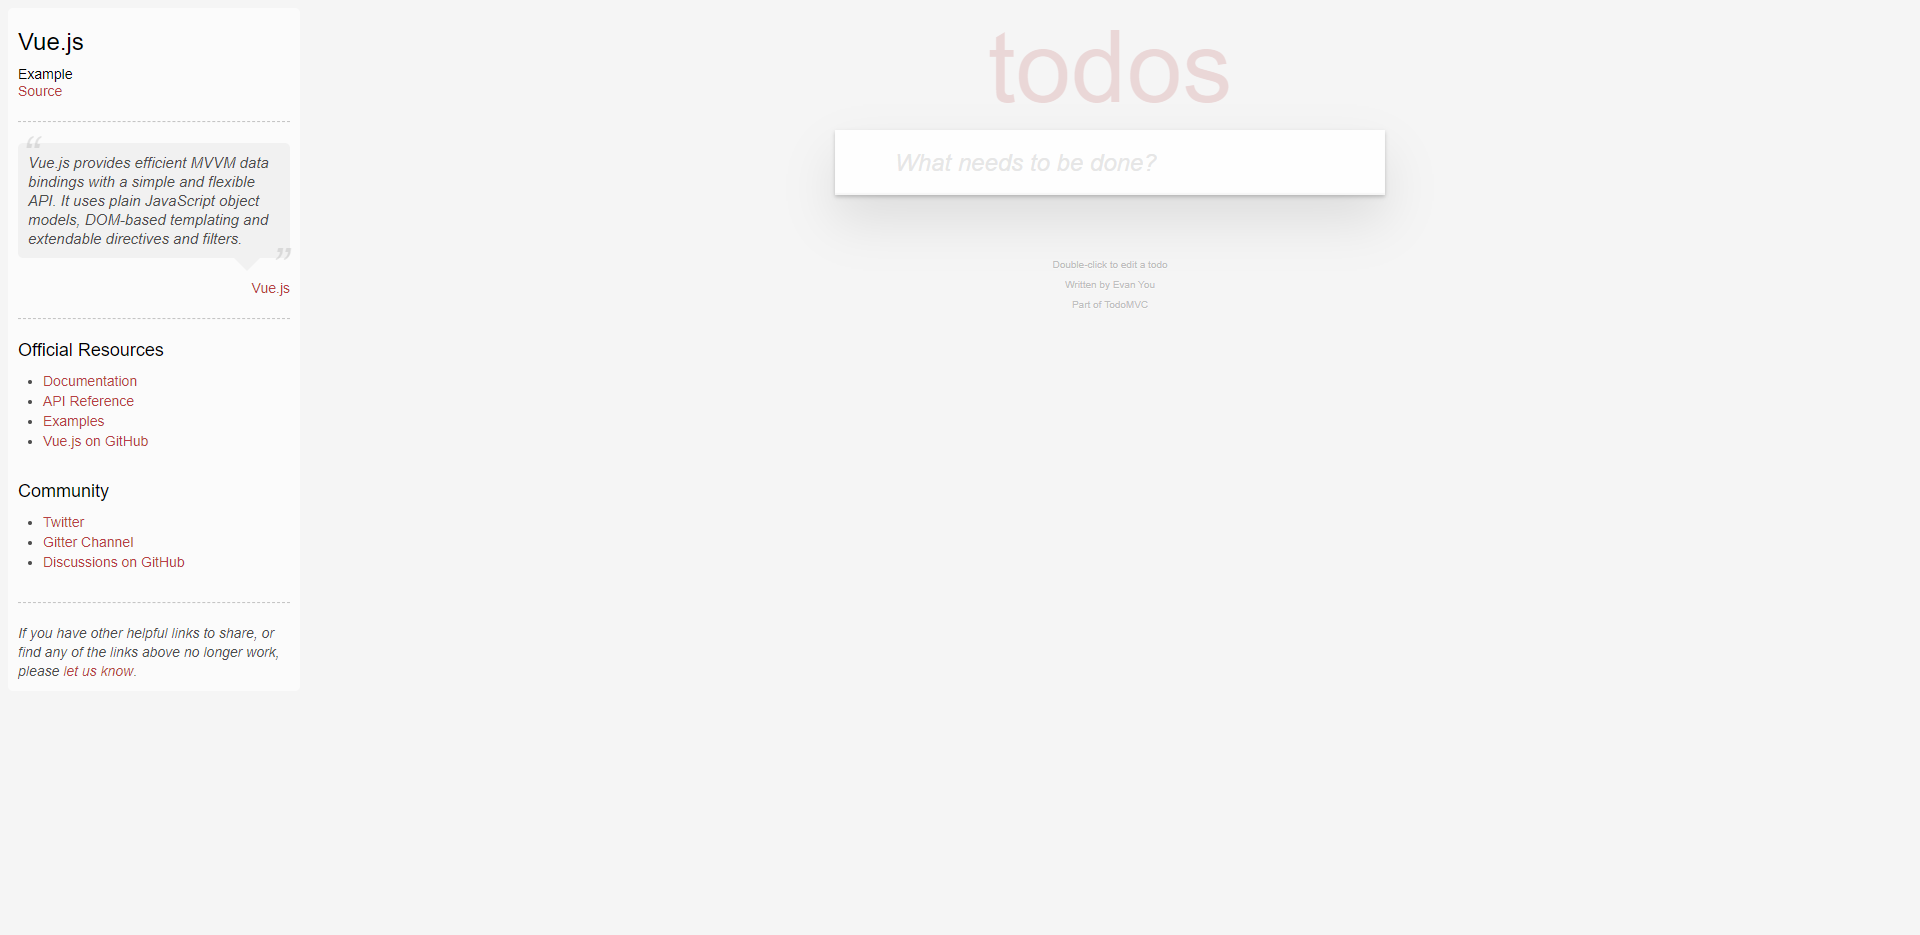 Vue.js
Example
Source
“
Vue.js provides efficient MVVM data
bindings with a simple and flexible
API. It uses plain JavaScript object
models, DOM-based templating and
extendable directives and filters.
”
Vue.js
Official Resources
• Documentation
• API Reference
• Examples
• Vue.js on GitHub
Community
• Twitter
• Gitter Channel
• Discussions on GitHub
If you have other helpful links to share, or
find any of the links above no longer work,
please let us know.
todos
What needs to be done?
Double-click to edit a todo
Written by Evan You
Part of TodoMVC